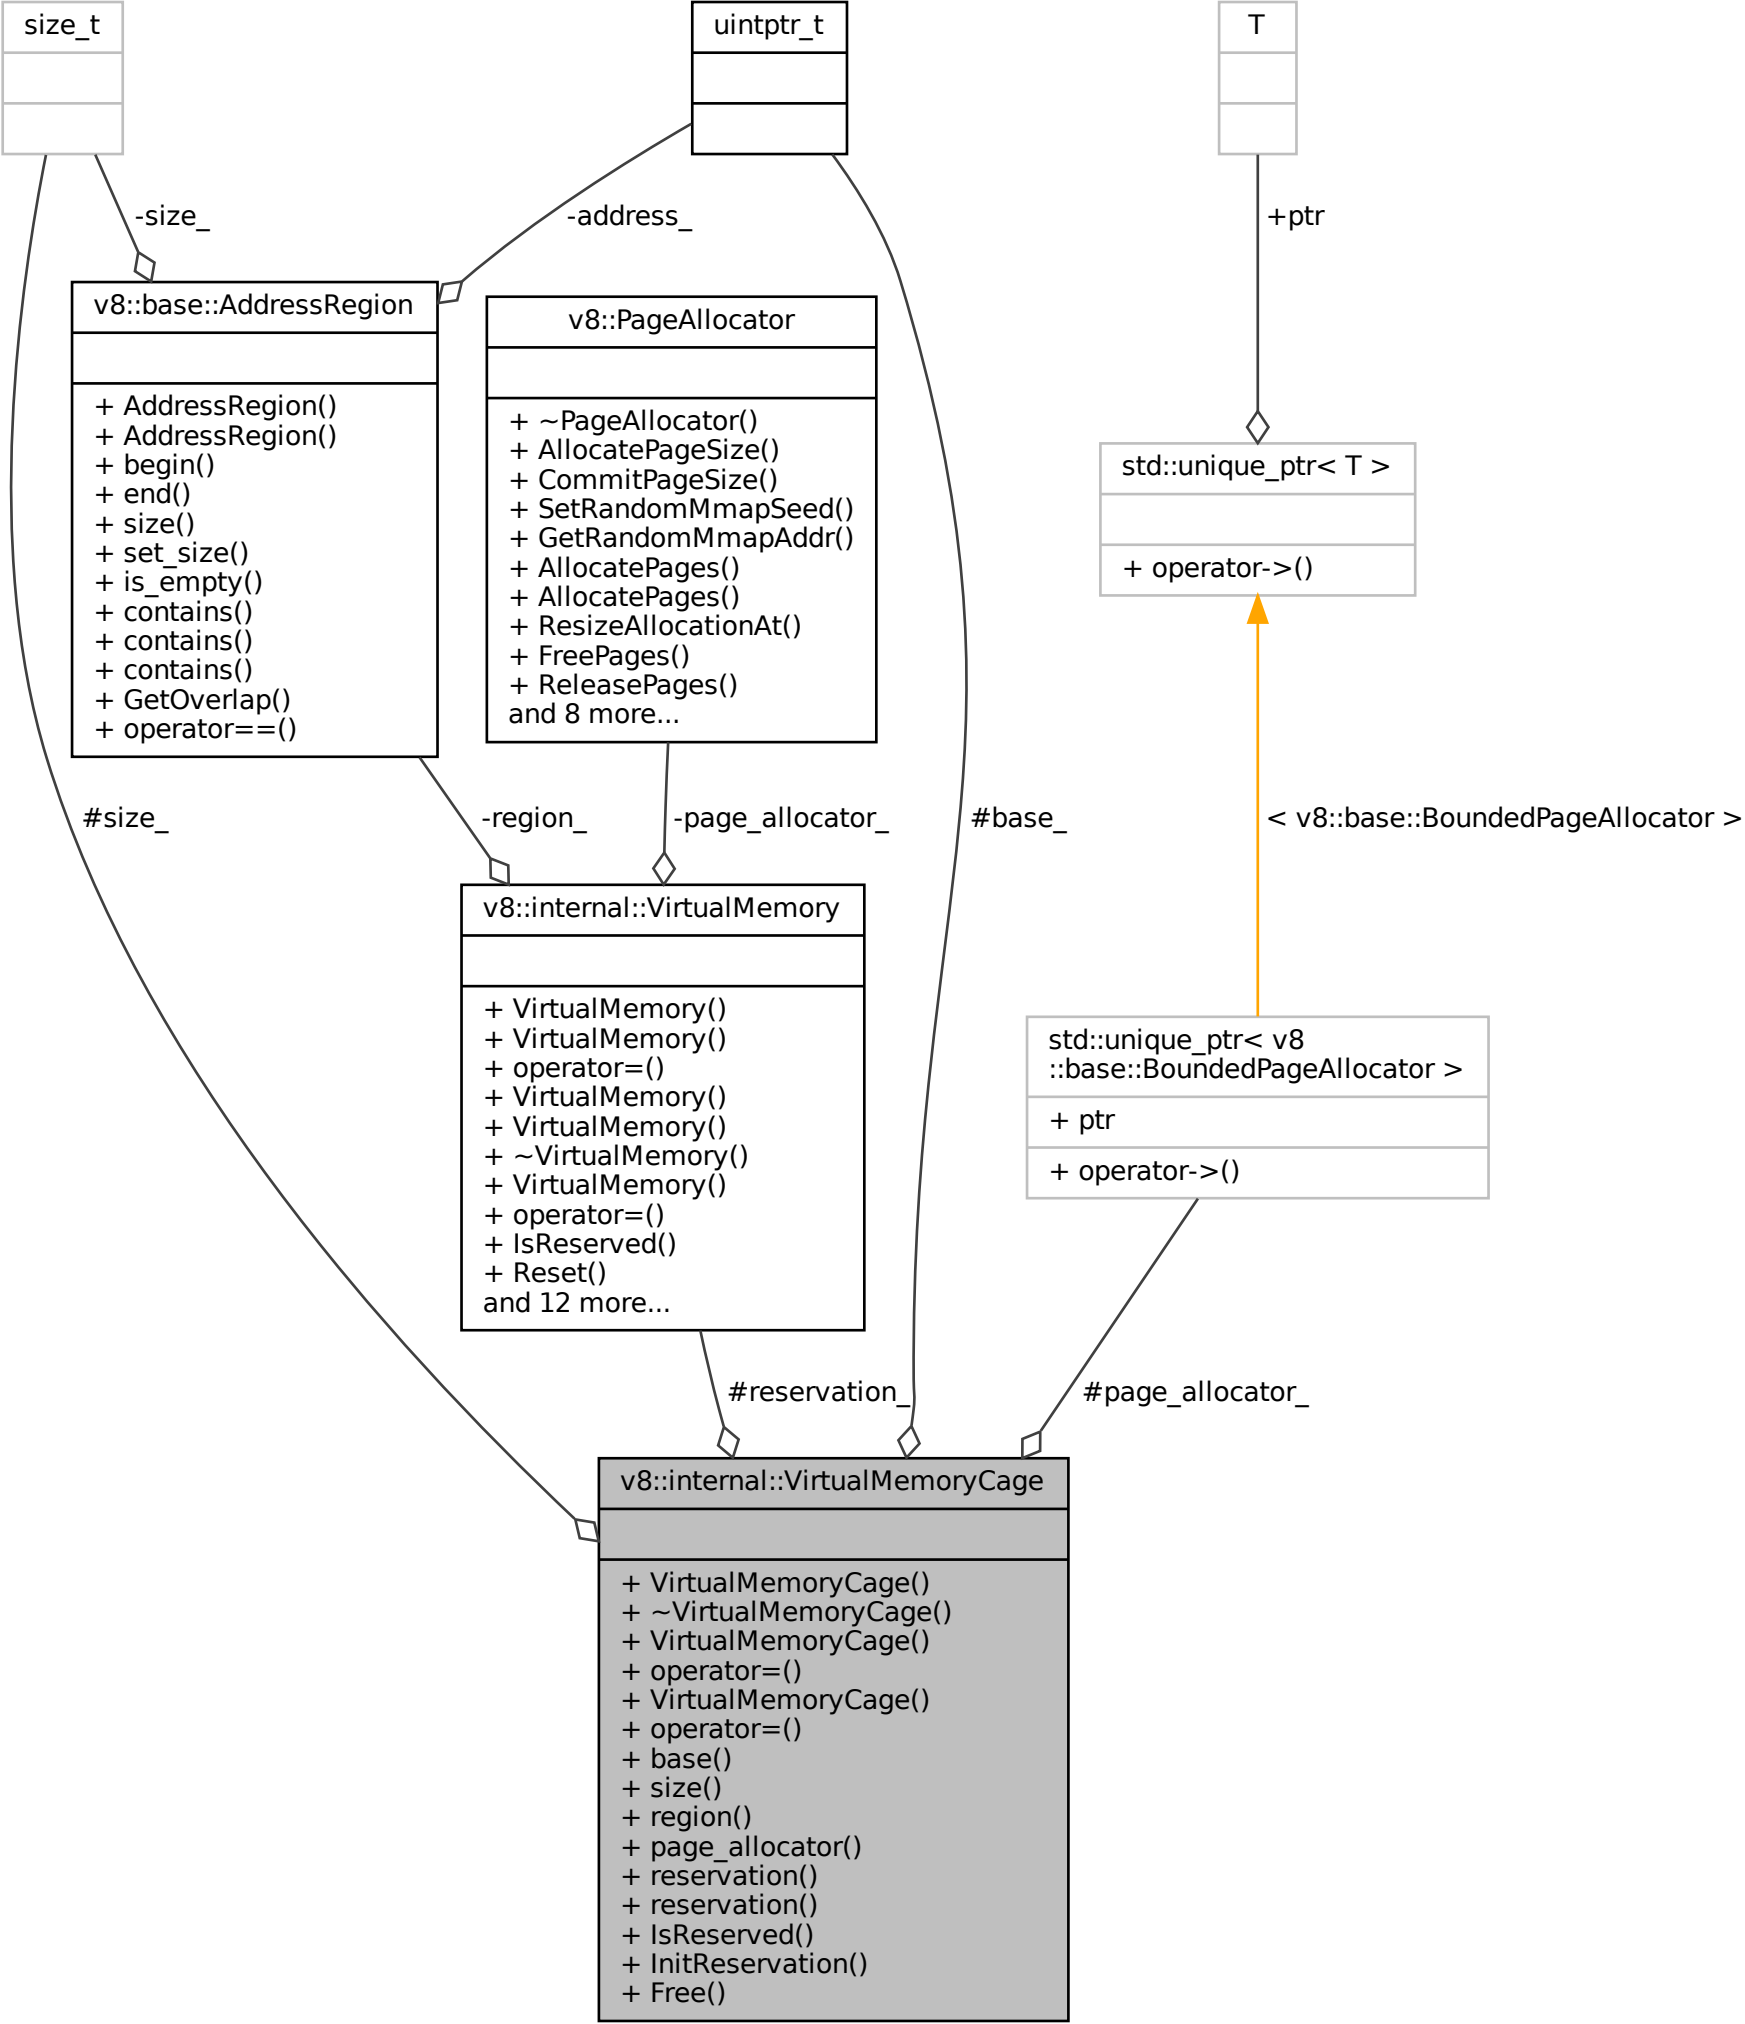 size_t
uintptr_t
T
-size_
-address_
+ptr
v8::base::AddressRegion
+ AddressRegion()
+ AddressRegion()
+ begin()
+ end()
+ size()
+ set_size()
+ is_empty()
+ contains()
+ contains()
+ contains()
+ GetOverlap()
+ operator==()
v8::PageAllocator
+ ~PageAllocator()
+ AllocatePageSize()
+ CommitPageSize()
+ SetRandomMmapSeed()
+ GetRandomMmapAddr()
+ AllocatePages()
+ AllocatePages()
+ ResizeAllocationAt()
+ FreePages()
+ ReleasePages()
and 8 more...
std::unique_ptr< T >
+ operator->()
#size_
-region_
-page_allocator_
#base_
< v8::base::BoundedPageAllocator >
v8::internal::VirtualMemory
+ VirtualMemory()
+ VirtualMemory()
+ operator=()
+ VirtualMemory()
+ VirtualMemory()
+ ~VirtualMemory()
+ VirtualMemory()
+ operator=()
+ IsReserved()
+ Reset()
and 12 more...
std::unique_ptr< v8
::base::BoundedPageAllocator >
+ ptr
+ operator->()
#reservation_
#page_allocator_
v8::internal::VirtualMemoryCage
+ VirtualMemoryCage()
+ ~VirtualMemoryCage()
+ VirtualMemoryCage()
+ operator=()
+ VirtualMemoryCage()
+ operator=()
+ base()
+ size()
+ region()
+ page_allocator()
+ reservation()
+ reservation()
+ IsReserved()
+ InitReservation()
+ Free()